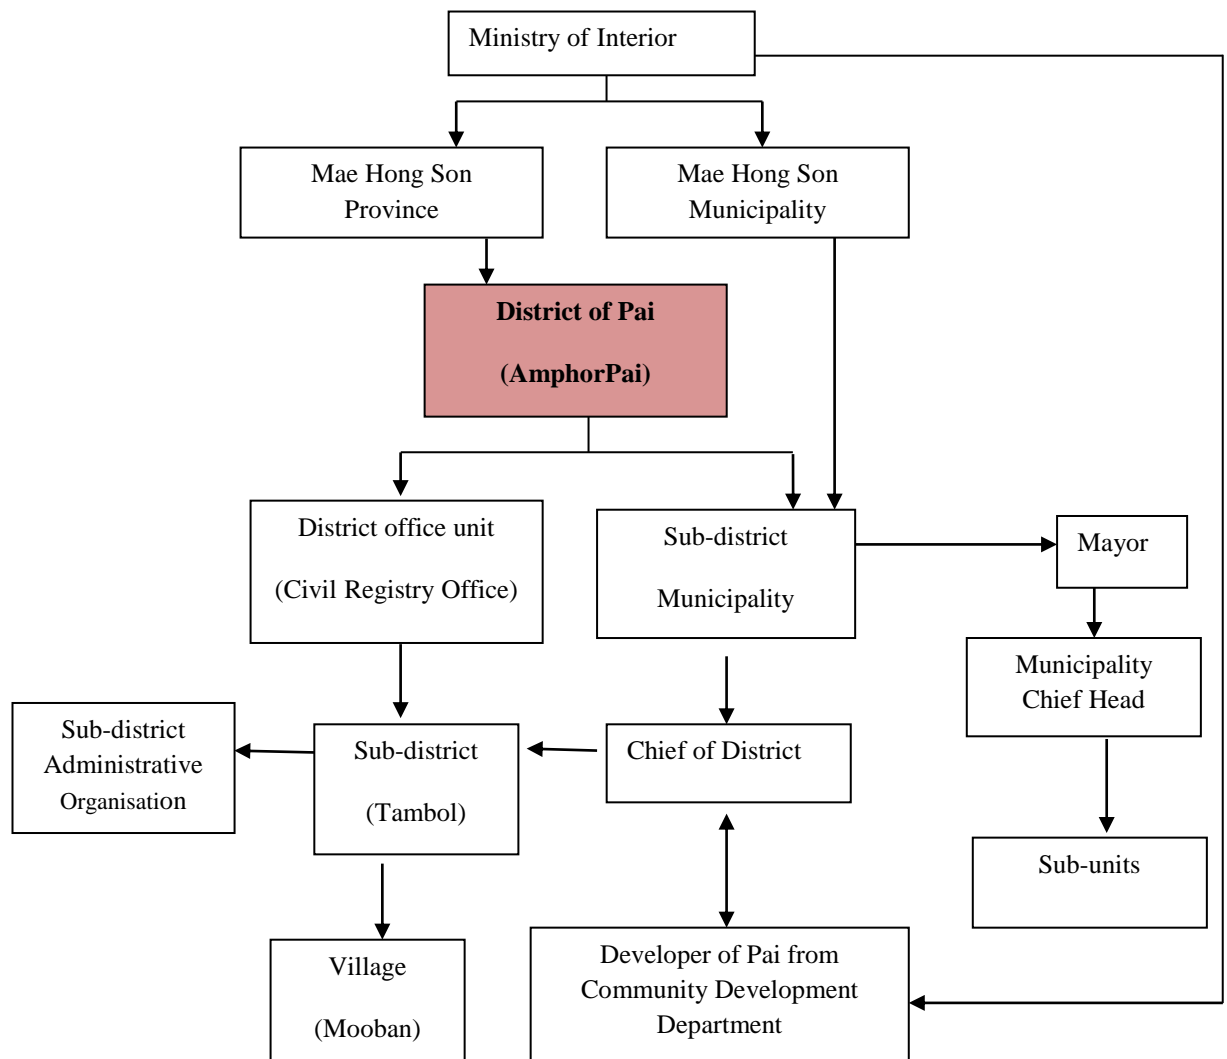 Ministry of Interior
Mae Hong Son
Province
Mae Hong Son
Municipality
District of Pai
(AmphorPai)
District office unit
(Civil Registry Office)
Sub-district
Municipality
Mayor
Municipality
Chief Head
Sub-district
Administrative
Organisation
Sub-district
(Tambol)
Chief of District
Sub-units
Village
(Mooban)
Developer of Pai from
Community Development
Department